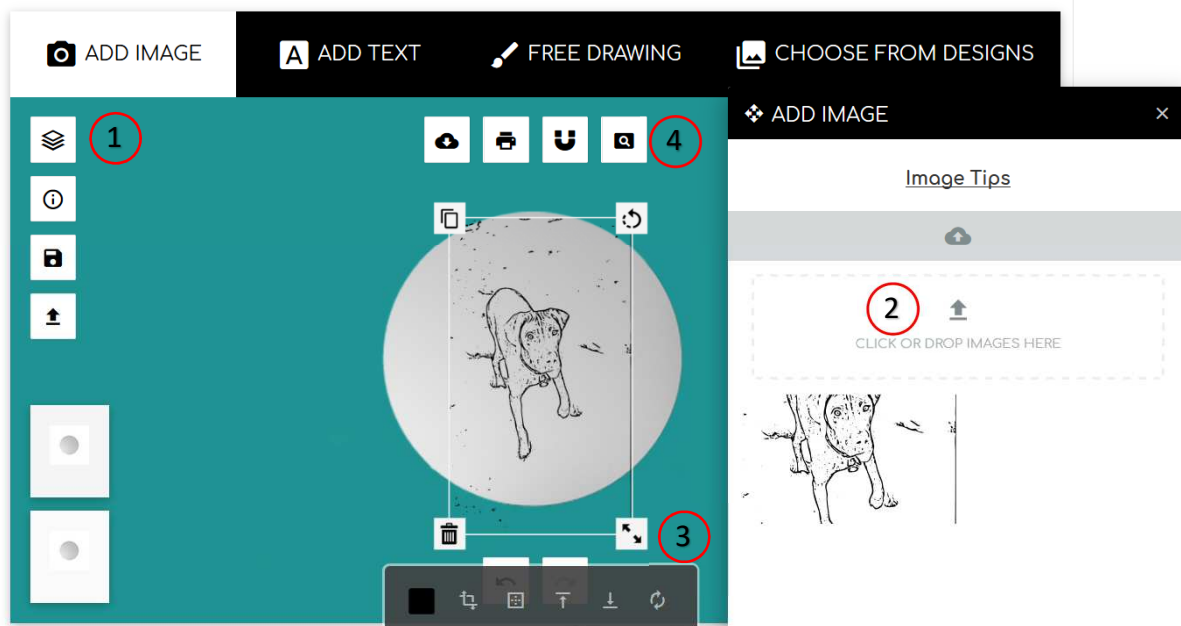 ADD IMAGE
A ADD TEXT
FREE DRAWING
CHOOSE FROM DESIGNS
1
4
ADD IMAGE ×
Image Tips
2
CLICK OR DROP IMAGES HERE
3